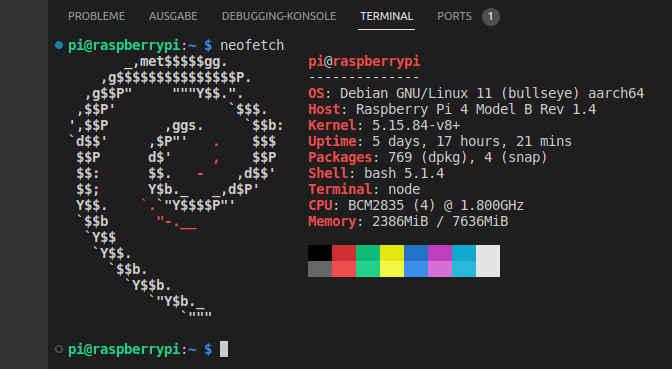 PROBLEME AUSGABE DEBUGGING-KONSOLE TERMINAL PORTS 1
pi@raspberrypi:~ $ neofetch
       _,met$$$$$gg.          pi@raspberrypi
    ,g$$$$$$$$$$$$$$$P.       --------------
  ,g$$P"     """Y$$.".        OS: Debian GNU/Linux 11 (bullseye) aarch64
 ,$$P'              `$$$.     Host: Raspberry Pi 4 Model B Rev 1.4
',$$P       ,ggs.     `$$b:   Kernel: 5.15.84-v8+
`d$$'     ,$P"'   .    $$$    Uptime: 5 days, 17 hours, 21 mins
 $$P      d$'     ,    $$P    Packages: 769 (dpkg), 4 (snap)
 $$:      $$.   -    ,d$$'    Shell: bash 5.1.4
 $$;      Y$b._   _,d$P'      Terminal: node
 Y$$.    `.`"Y$$$$P"'         CPU: BCM2835 (4) @ 1.800GHz
 `$$b      "-.__              Memory: 2386MiB / 7636MiB
  `Y$$
   `Y$$.
     `$$b.
       `Y$$b.
          `"Y$b._
              `"""
pi@raspberrypi:~ $